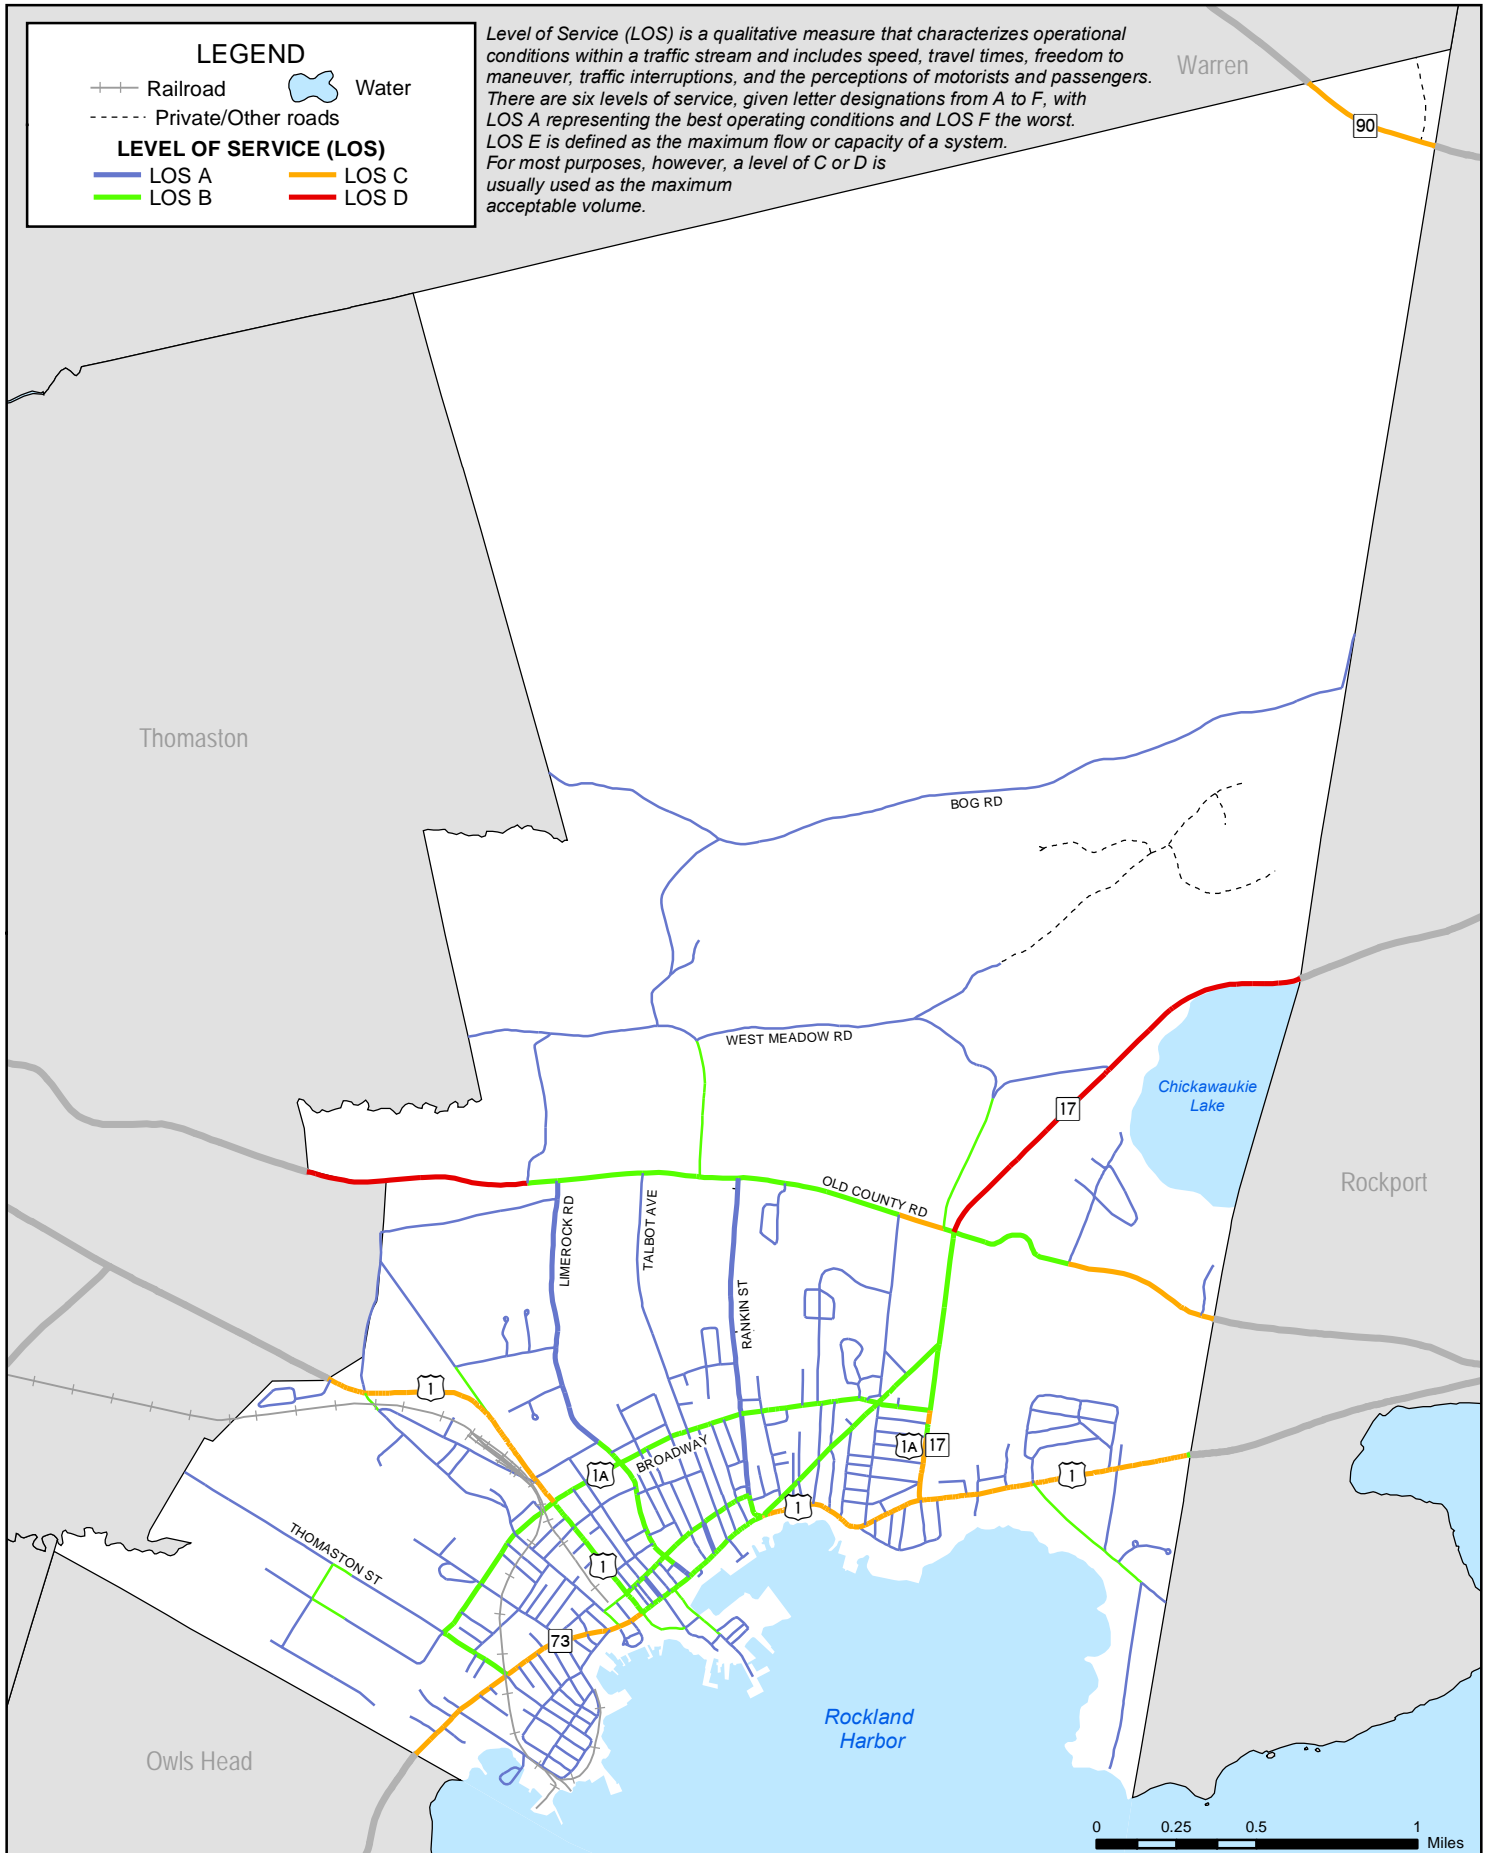 LEGEND
Railroad
Water
Private/Other roads
LEVEL OF SERVICE (LOS)
LOS A
LOS C
LOS B
LOS D
Level of Service (LOS) is a qualitative measure that characterizes operational
conditions within a traffic stream and includes speed, travel times, freedom to
maneuver, traffic interruptions, and the perceptions of motorists and passengers.
There are six levels of service, given letter designations from A to F, with
LOS A representing the best operating conditions and LOS F the worst.
LOS E is defined as the maximum flow or capacity of a system.
For most purposes, however, a level of C or D is
usually used as the maximum
acceptable volume.
Warren
90
Thomaston
BOG RD
WEST MEADOW RD
Chickawaukie
Lake
17
Rockport
OLD COUNTY RD
LIMEROCK RD
TALBOT AVE
RANKIN ST
1
1A
17
BROADWAY
1A
1
1
THOMASTON ST
1
73
Rockland
Harbor
Owls Head
0
0.25
0.5
1
Miles